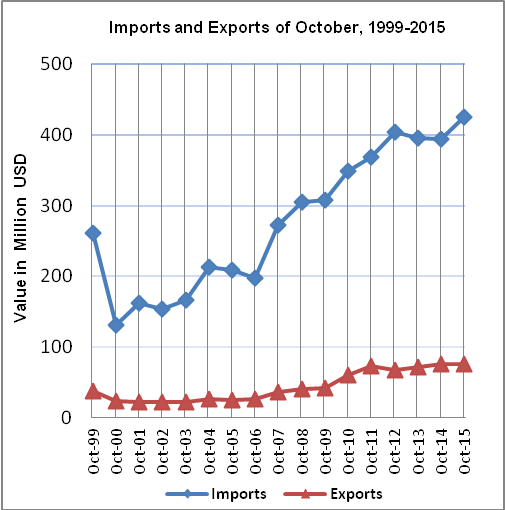 Imports and Exports of October, 1999-2015
Value in Million USD
500
400
300
200
100
0
Oct-99
Oct-00
Oct-01
Oct-02
Oct-03
Oct-04
Oct-05
Oct-06
Oct-07
Oct-08
Oct-09
Oct-10
Oct-11
Oct-12
Oct-13
Oct-14
Oct-15
Imports
Exports